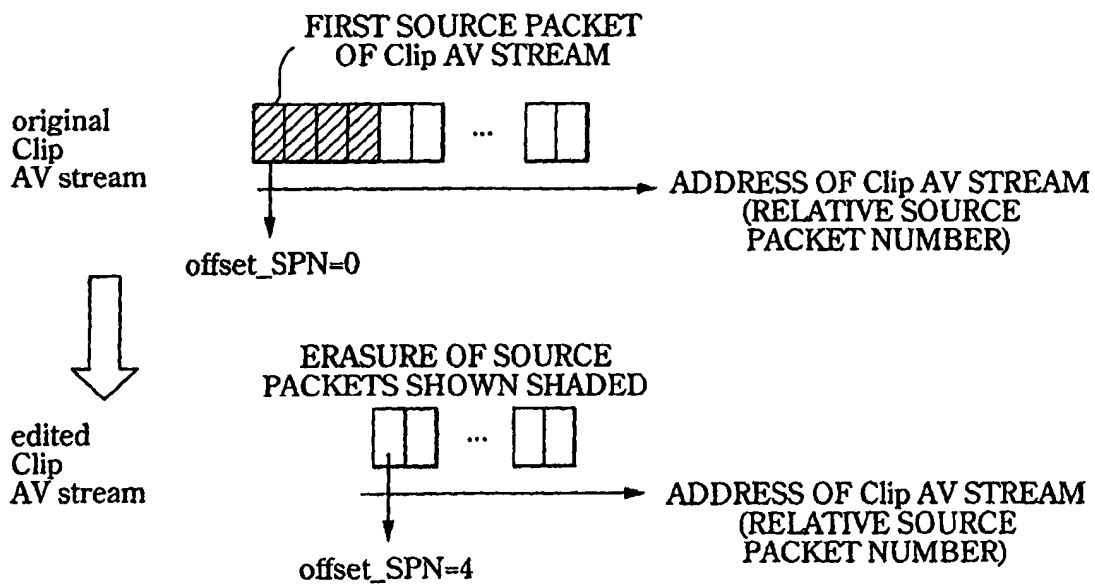 FIRST SOURCE PACKET
OF Clip AV STREAM
original
Clip
AV stream
...
ADDRESS OF Clip AV STREAM
(RELATIVE SOURCE
PACKET NUMBER)
offset_SPN=0
ERASURE OF SOURCE
PACKETS SHOWN SHADED
edited
Clip
AV stream
...
ADDRESS OF Clip AV STREAM
(RELATIVE SOURCE
PACKET NUMBER)
offset_SPN=4